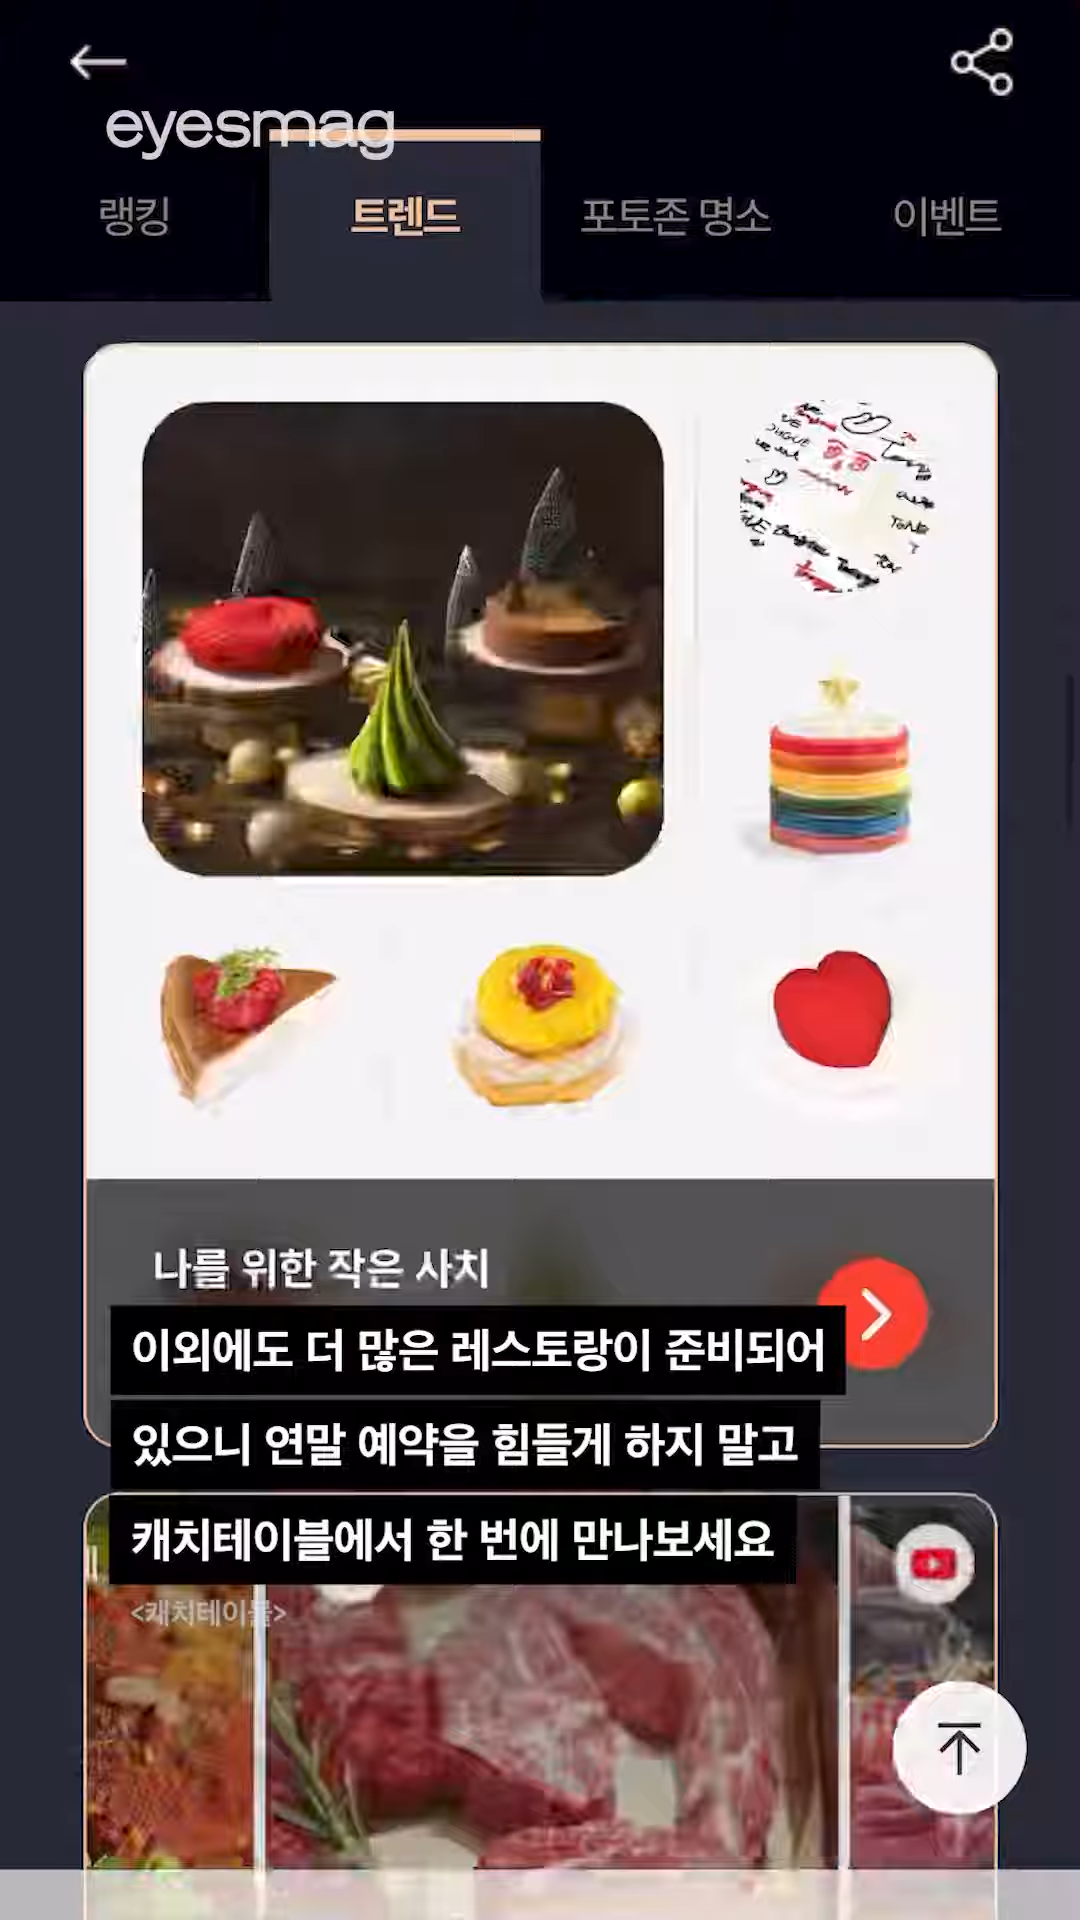 eyesmag
랭킹
트렌드
포토존 명소
이벤트
나를 위한 작은 사치
이외에도 더 많은 레스토랑이 준비되어
있으니 연말 예약을 힘들게 하지 말고
캐치테이블에서 한 번에 만나보세요
<캐치테이블>